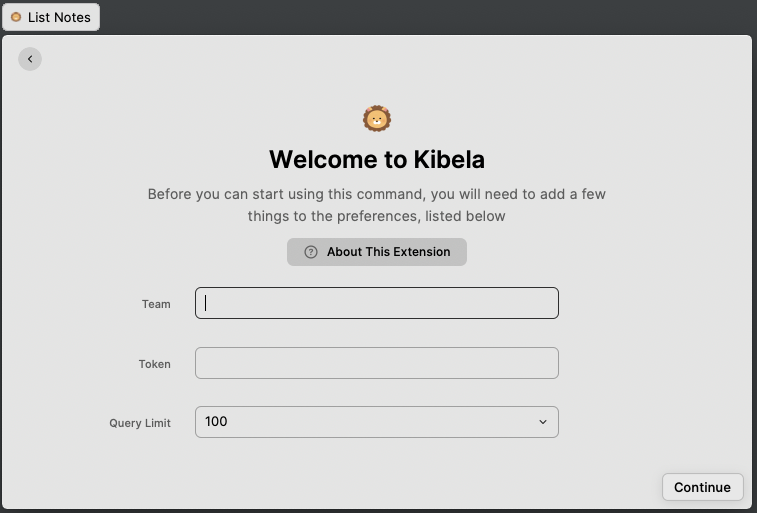 List Notes
Welcome to Kibela
Before you can start using this command, you will need to add a few
things to the preferences, listed below
About This Extension
Team
Token
Query Limit
100
Continue